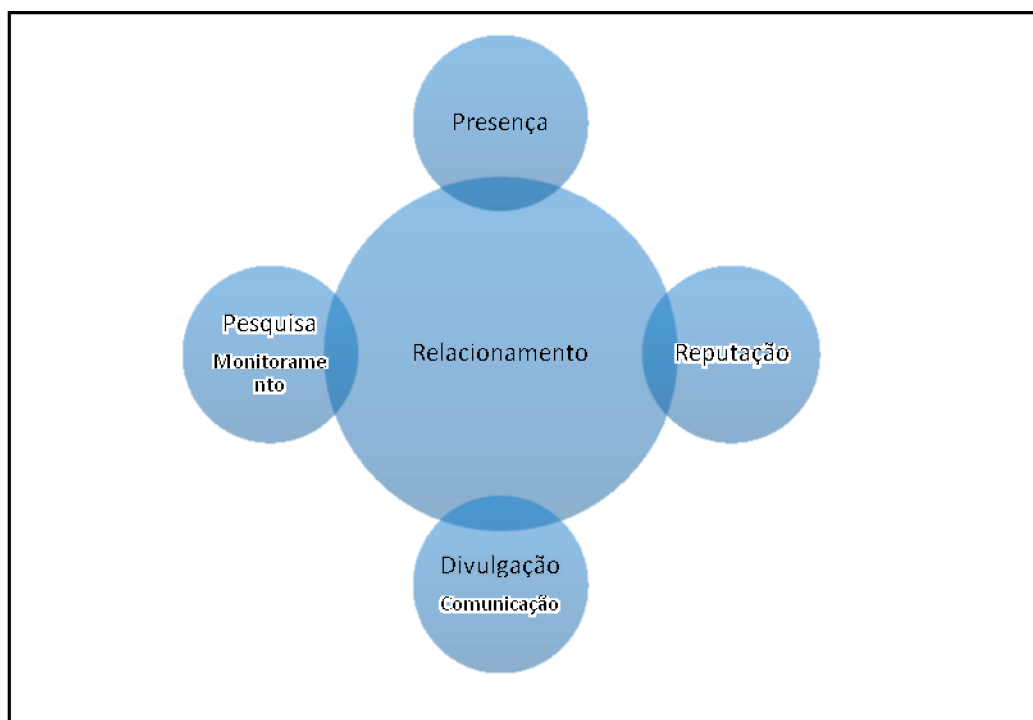 Presença
Pesquisa
Monitorame
nto
Relacionamento
Reputação
Divulgação
Comunicação